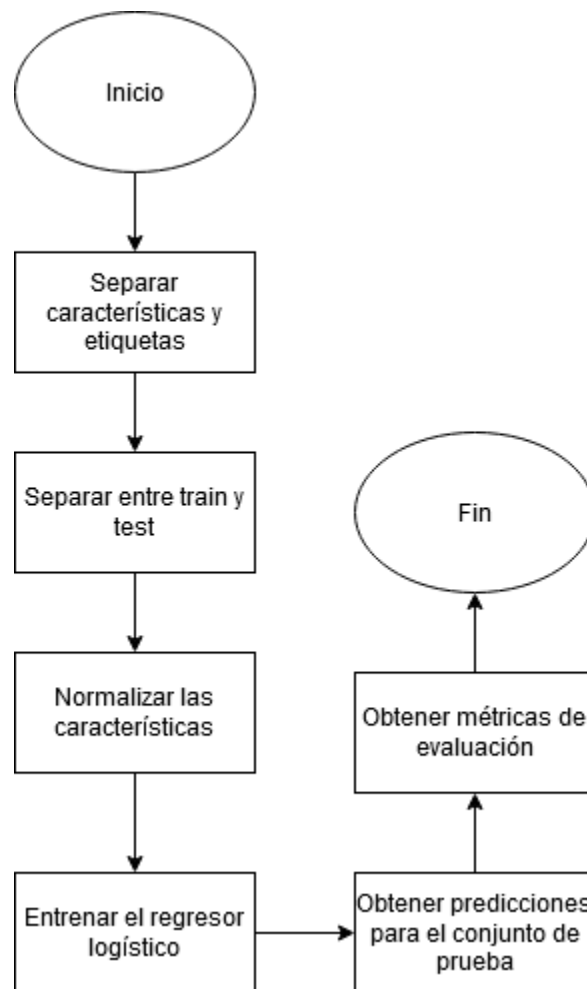 Inicio
Separar
características y
etiquetas
Separar entre train y
test
Normalizar las
características
Entrenar el regresor
logístico
Obtener predicciones
para el conjunto de
prueba
Obtener métricas de
evaluación
Fin